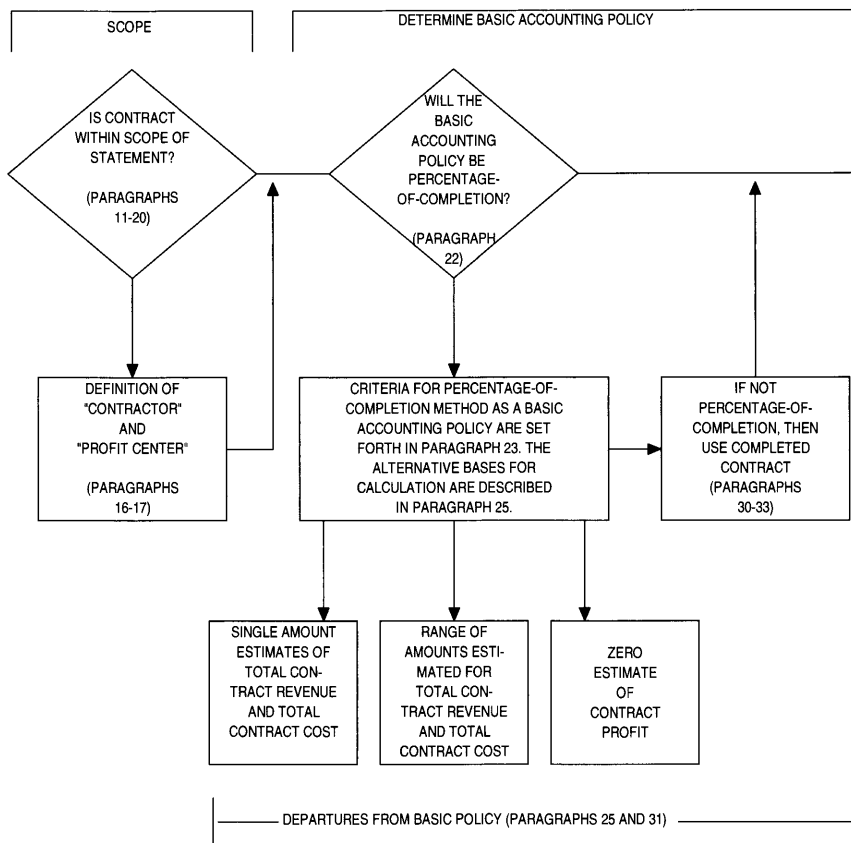 SCOPE
DETERMINE BASIC ACCOUNTING POLICY
IS CONTRACT
WITHIN SCOPE OF
STATEMENT?
(PARAGRAPHS
11-20)
WILL THE
BASIC
ACCOUNTING
POLICY BE
PERCENTAGE-
OF-COMPLETION?
(PARAGRAPH
22)
DEFINITION OF
"CONTRACTOR"
AND
"PROFIT CENTER"
(PARAGRAPHS
16-17)
CRITERIA FOR PERCENTAGE-OF-
COMPLETION METHOD AS A BASIC
ACCOUNTING POLICY ARE SET
FORTH IN PARAGRAPH 23. THE
ALTERNATIVE BASES FOR
CALCULATION ARE DESCRIBED
IN PARAGRAPH 25.
IF NOT
PERCENTAGE-OF-
COMPLETION, THEN
USE COMPLETED
CONTRACT
(PARAGRAPHS
30-33)
SINGLE AMOUNT
ESTIMATES OF
TOTAL CON-
TRACT REVENUE
AND TOTAL
CONTRACT COST
RANGE OF
AMOUNTS ESTI-
MATED FOR
TOTAL CON-
TRACT REVENUE
AND TOTAL
CONTRACT COST
ZERO
ESTIMATE
OF
CONTRACT
PROFIT
DEPARTURES FROM BASIC POLICY (PARAGRAPHS 25 AND 31)